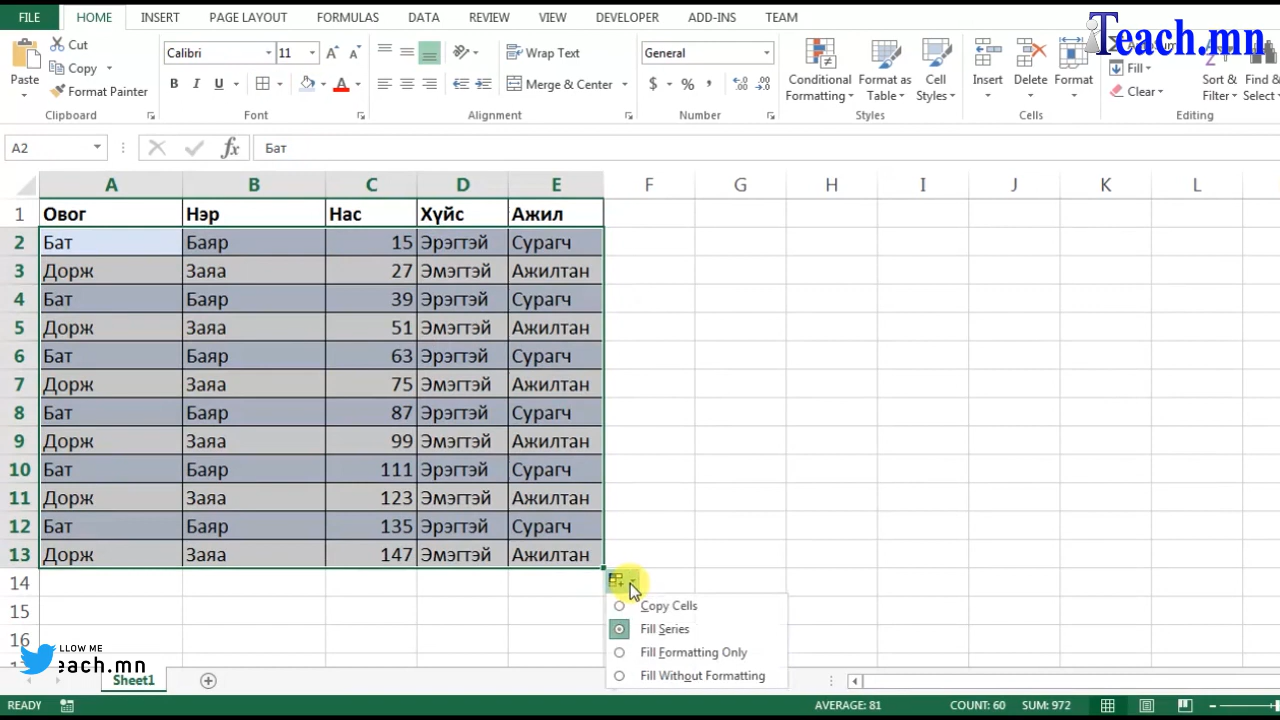 FILE HOME INSERT PAGE LAYOUT FORMULAS DATA REVIEW VIEW DEVELOPER ADD-INS TEAM
Teach.mn
Cut
Copy
Format Painter
Paste
Clipboard
Calibri 11
B I U A
Font
Wrap Text
Merge & Center
Alignment
General
$ % ,
Number
Conditional Formatting
Format as Table
Cell Styles
Styles
Insert Delete Format
Cells
Fill
Clear
Sort & Filter
Find & Select
Editing
A2 fx Бат
A B C D E F G H I J K L
1 Овог Нэр Нас Хүйс Ажил
2 Бат Баяр 15 Эрэгтэй Сурагч
3 Дорж Заяа 27 Эмэгтэй Ажилтан
4 Бат Баяр 39 Эрэгтэй Сурагч
5 Дорж Заяа 51 Эмэгтэй Ажилтан
6 Бат Баяр 63 Эрэгтэй Сурагч
7 Дорж Заяа 75 Эмэгтэй Ажилтан
8 Бат Баяр 87 Эрэгтэй Сурагч
9 Дорж Заяа 99 Эмэгтэй Ажилтан
10 Бат Баяр 111 Эрэгтэй Сурагч
11 Дорж Заяа 123 Эмэгтэй Ажилтан
12 Бат Баяр 135 Эрэгтэй Сурагч
13 Дорж Заяа 147 Эмэгтэй Ажилтан
14
15
16
Copy Cells
Fill Series
Fill Formatting Only
Fill Without Formatting
LLOW ME
each.mn
Sheet1
READY AVERAGE: 81 COUNT: 60 SUM: 972